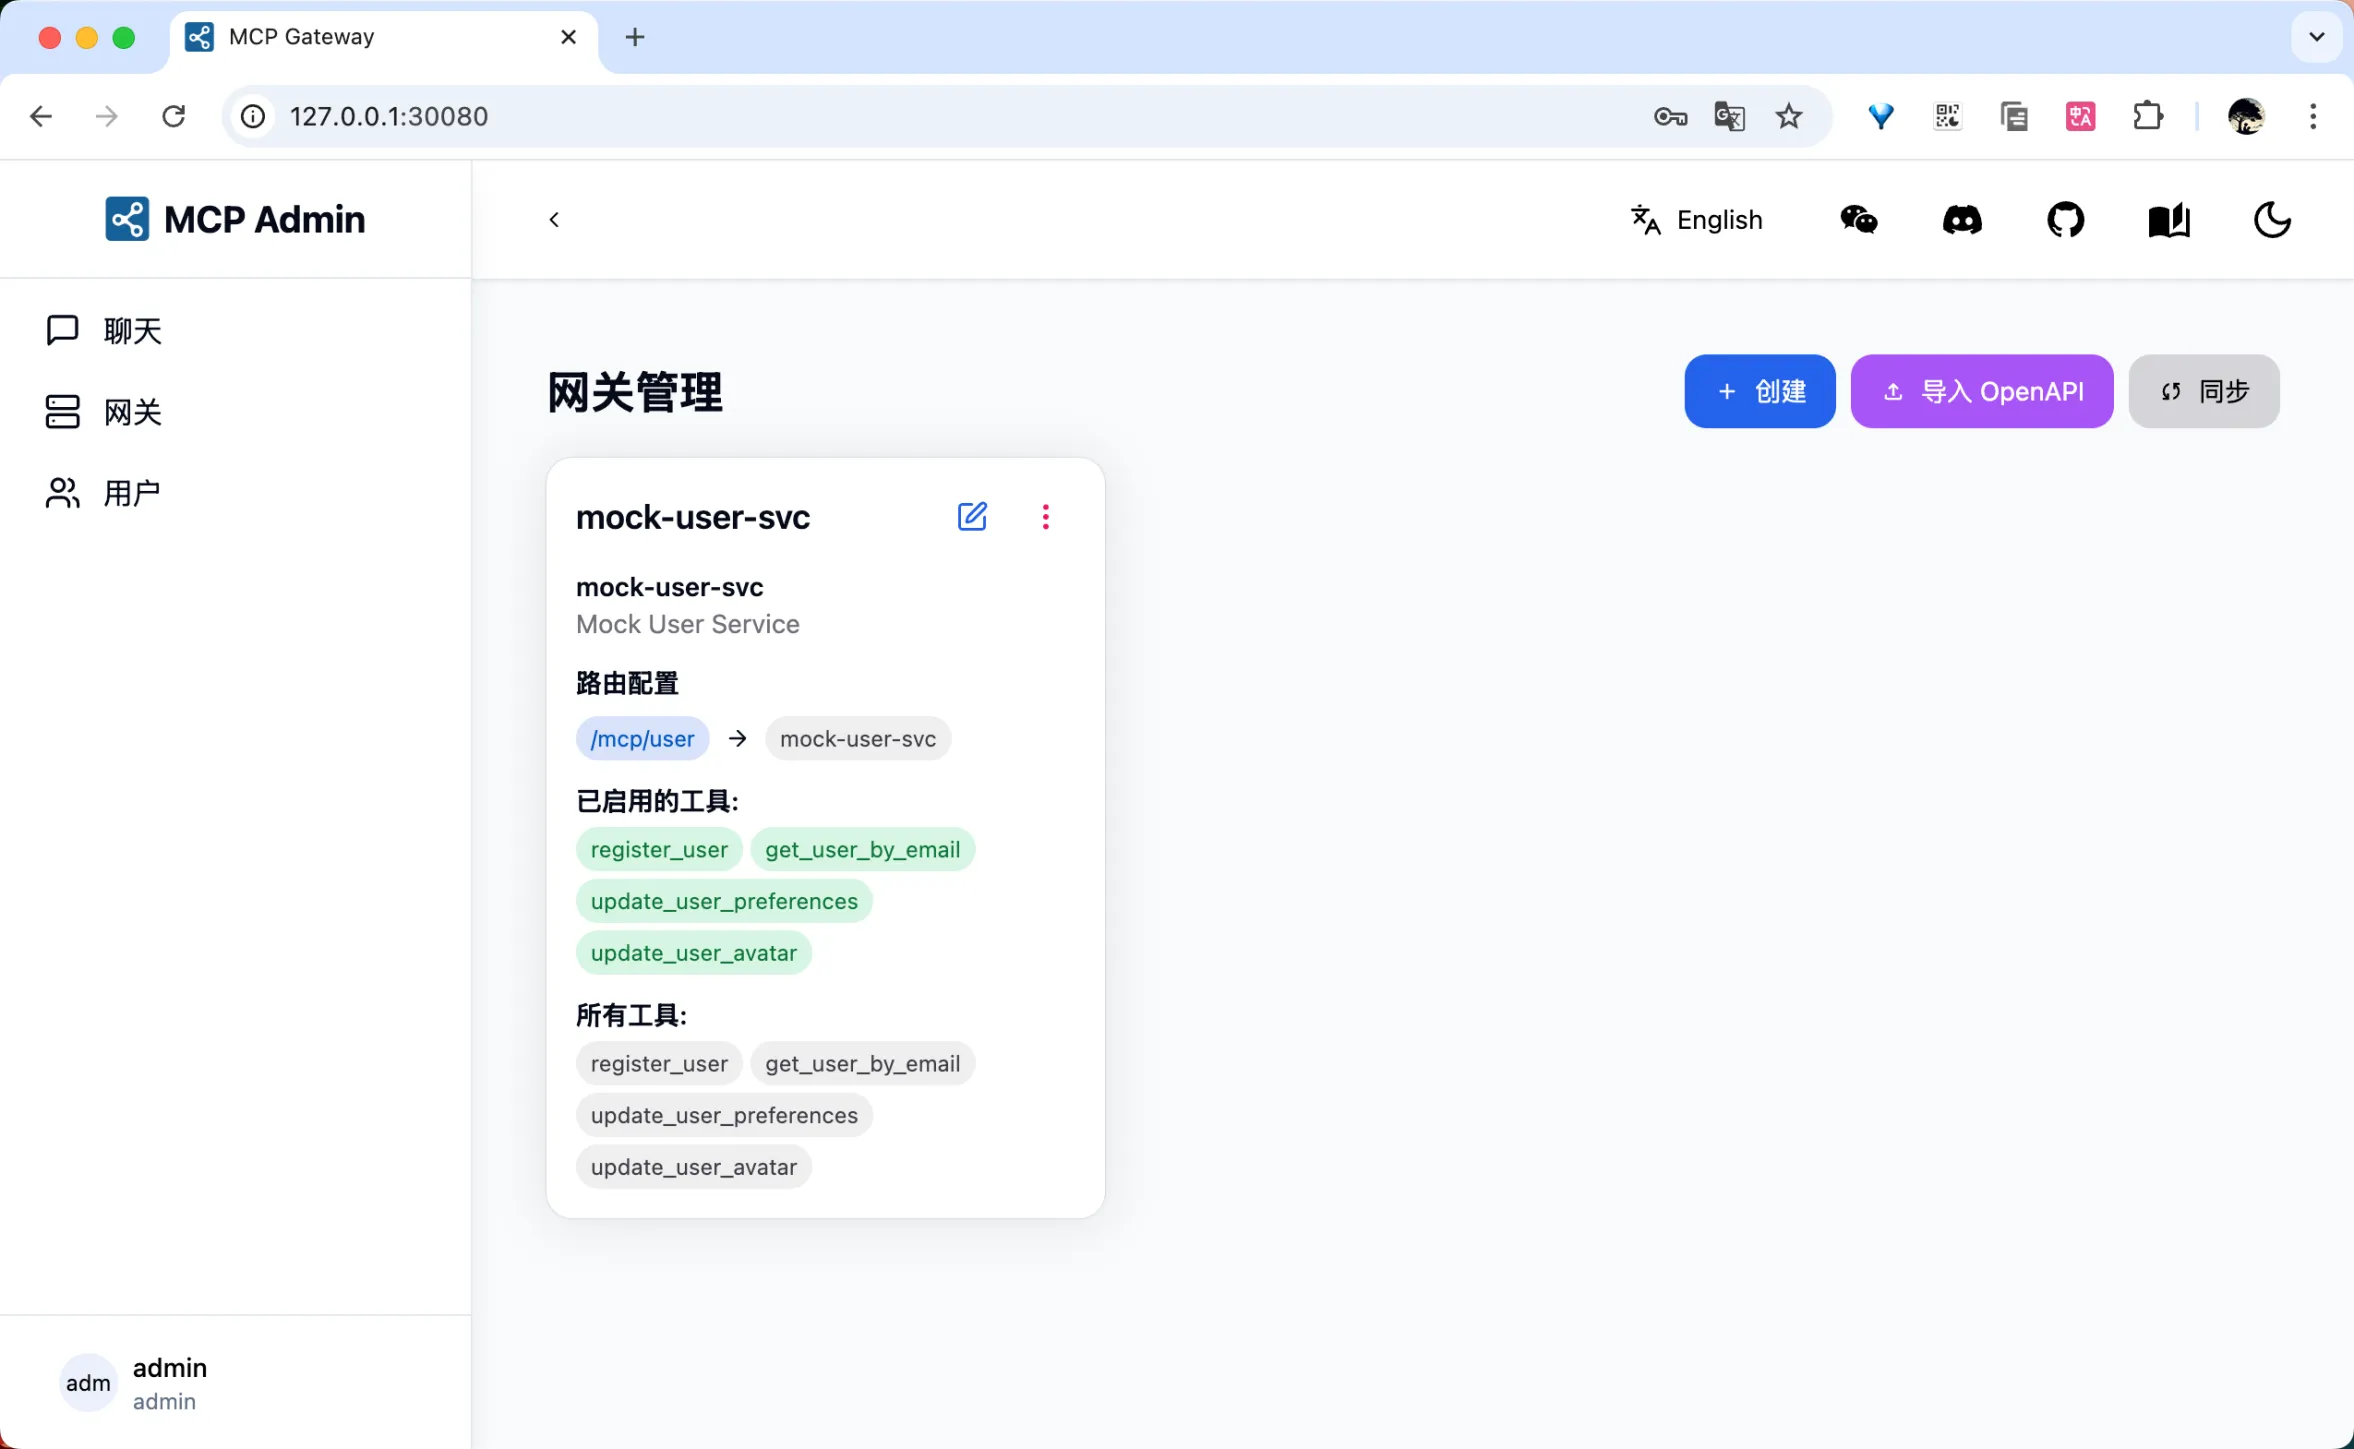 MCP Gateway
127.0.0.1:30080
MCP Admin
English
聊天
网关
用户
网关管理
+ 创建
导入 OpenAPI
同步
mock-user-svc
mock-user-svc
Mock User Service
路由配置
/mcp/user → mock-user-svc
已启用的工具:
register_user get_user_by_email
update_user_preferences
update_user_avatar
所有工具:
register_user get_user_by_email
update_user_preferences
update_user_avatar
adm
admin
admin